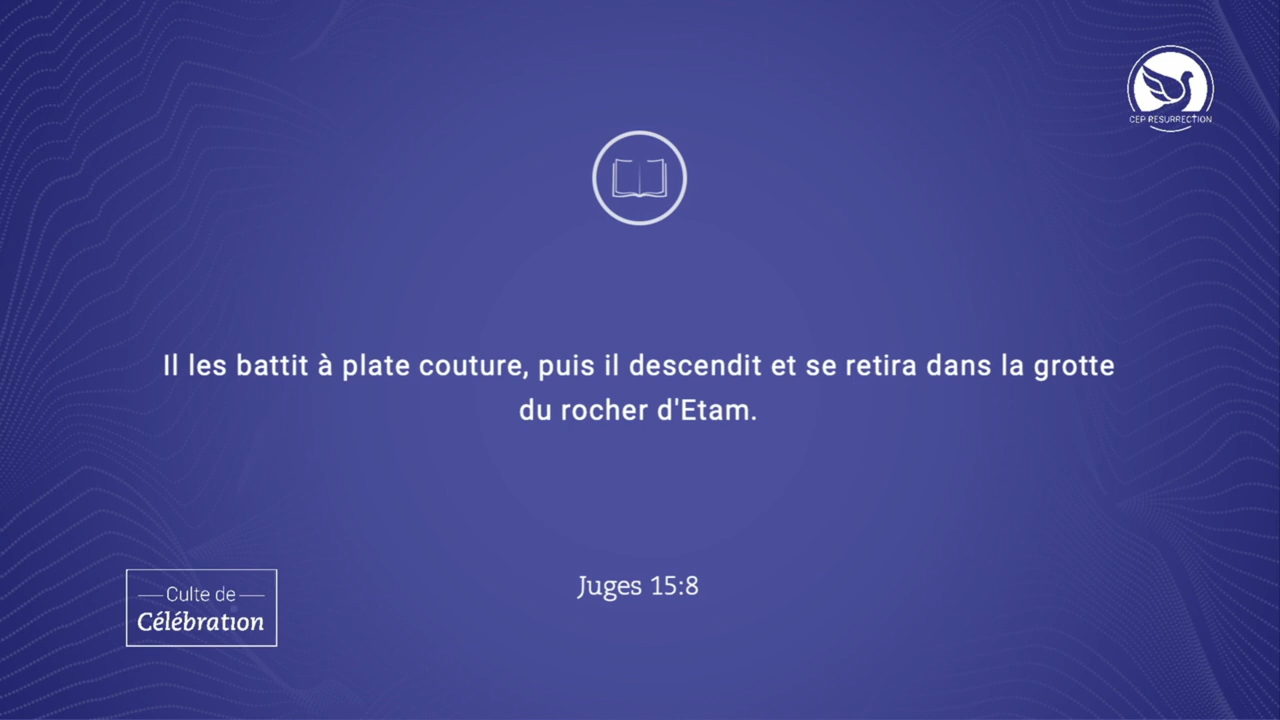 CEP RESURRECTION
Il les battit à plate couture, puis il descendit et se retira dans la grotte
du rocher d'Etam.
Juges 15:8
Culte de
Célébration